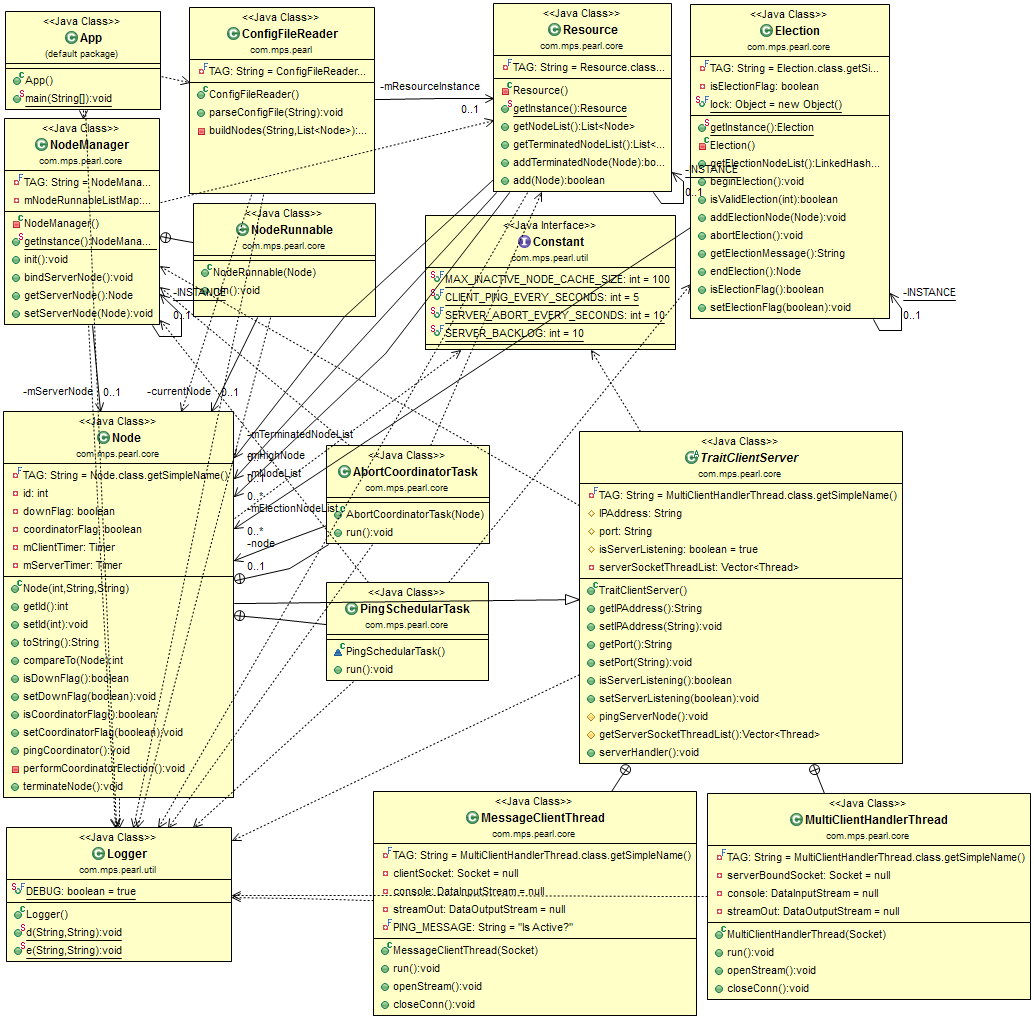 <<Java Class>>
App
(default package)
App()
main(String[]):void
<<Java Class>>
ConfigFileReader
com.mps.pearl
TAG: String = ConfigFileReader...
ConfigFileReader()
parseConfigFile(String):void
buildNodes(String,List<Node>):...
-mResourceInstance
0..1
<<Java Class>>
Resource
com.mps.pearl.core
TAG: String = Resource.class...
Resource()
getInstance():Resource
getNodeList():List<Node>
getTerminatedNodeList():List<...
addTerminatedNode(Node):bo...
add(Node):boolean
-INSTANCE
0..1
<<Java Class>>
Election
com.mps.pearl.core
TAG: String = Election.class.getSi...
isElectionFlag: boolean
lock: Object = new Object()
getInstance():Election
Election()
getElectionNodeList():LinkedHash...
beginElection():void
isValidElection(int):boolean
addElectionNode(Node):void
abortElection():void
getElectionMessage():String
endElection():Node
isElectionFlag():boolean
setElectionFlag(boolean):void
-INSTANCE
0..1
<<Java Class>>
NodeManager
com.mps.pearl.core
TAG: String = NodeMana...
mNodeRunnableListMap:...
NodeManager()
getInstance():NodeMana...
init():void
bindServerNode():void
getServerNode():Node
setServerNode(Node):void
-INSTANCE
0..1
<<Java Class>>
NodeRunnable
com.mps.pearl.core
NodeRunnable(Node)
run():void
<<Java Interface>>
Constant
com.mps.pearl.util
MAX_INACTIVE_NODE_CACHE_SIZE: int = 100
CLIENT_PING_EVERY_SECONDS: int = 5
SERVER_ABORT_EVERY_SECONDS: int = 10
SERVER_BACKLOG: int = 10
-mServerNode
0..1
-currentNode
0..1
<<Java Class>>
Node
com.mps.pearl.core
TAG: String = Node.class.getSimpleName()
id: int
downFlag: boolean
coordinatorFlag: boolean
mClientTimer: Timer
mServerTimer: Timer
Node(int,String,String)
getId():int
setId(int):void
toString():String
compareTo(Node):int
isDownFlag():boolean
setDownFlag(boolean):void
isCoordinatorFlag():boolean
setCoordinatorFlag(boolean):void
pingCoordinator():void
performCoordinatorElection():void
terminateNode():void
-mTerminatedNodeList
-mHighNode
-mNodeList
0..1
0..*
-mElectionNodeList
0..*
-node
0..1
<<Java Class>>
AbortCoordinatorTask
com.mps.pearl.core
AbortCoordinatorTask(Node)
run():void
<<Java Class>>
PingSchedularTask
com.mps.pearl.core
PingSchedularTask()
run():void
<<Java Class>>
TraitClientServer
com.mps.pearl.core
TAG: String = MultiClientHandlerThread.class.getSimpleName()
IPAddress: String
port: String
isServerListening: boolean = true
serverSocketThreadList: Vector<Thread>
TraitClientServer()
getIPAddress():String
setIPAddress(String):void
getPort():String
setPort(String):void
isServerListening():boolean
setServerListening(boolean):void
pingServerNode():void
getServerSocketThreadList():Vector<Thread>
serverHandler():void
<<Java Class>>
Logger
com.mps.pearl.util
DEBUG: boolean = true
Logger()
d(String,String):void
e(String,String):void
<<Java Class>>
MessageClientThread
com.mps.pearl.core
TAG: String = MultiClientHandlerThread.class.getSimpleName()
clientSocket: Socket = null
console: DataInputStream = null
streamOut: DataOutputStream = null
PING_MESSAGE: String = "Is Active?"
MessageClientThread(Socket)
run():void
openStream():void
closeConn():void
<<Java Class>>
MultiClientHandlerThread
com.mps.pearl.core
TAG: String = MultiClientHandlerThread.class.getSimpleName()
serverBoundSocket: Socket = null
console: DataInputStream = null
streamOut: DataOutputStream = null
MultiClientHandlerThread(Socket)
run():void
openStream():void
closeConn():void